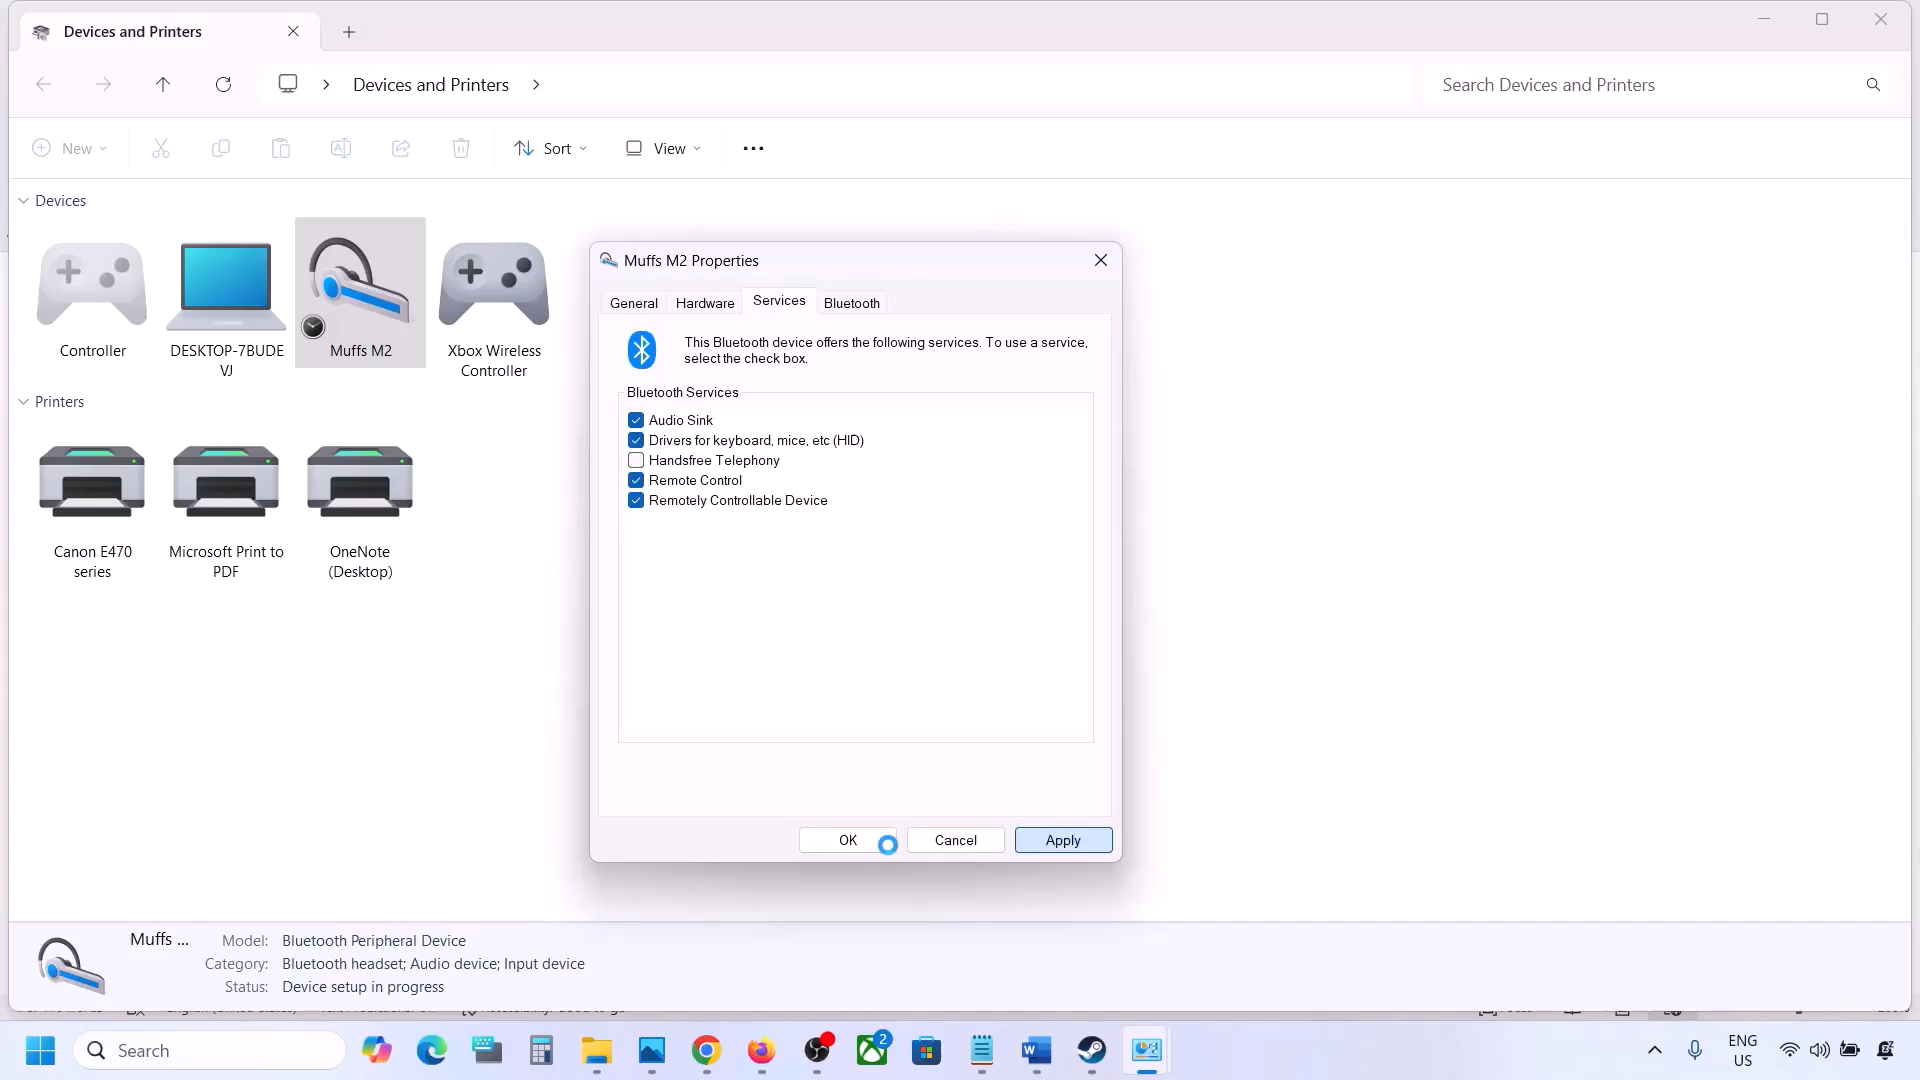 Devices and Printers
Devices and Printers
Search Devices and Printers
New
Sort
View
Devices
Controller
DESKTOP-7BUDE
VJ
Muffs M2
Xbox Wireless
Controller
Printers
Canon E470
series
Microsoft Print to
PDF
OneNote
(Desktop)
Muffs M2 Properties
General
Hardware
Services
Bluetooth
This Bluetooth device offers the following services. To use a service,
select the check box.
Bluetooth Services
Audio Sink
Drivers for keyboard, mice, etc (HID)
Handsfree Telephony
Remote Control
Remotely Controllable Device
OK
Cancel
Apply
Muffs ...
Model: Bluetooth Peripheral Device
Category: Bluetooth headset; Audio device; Input device
Status: Device setup in progress
Search
2
ENG
US